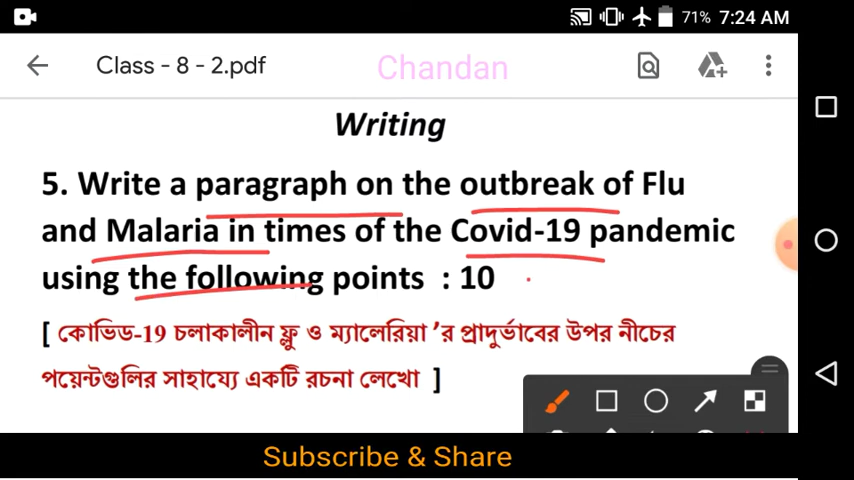 71% 7:24 AM
Class - 8 - 2.pdf
Chandan
Writing
5. Write a paragraph on the outbreak of Flu
and Malaria in times of the Covid-19 pandemic
using the following points : 10
[ কোভিড-19 চলাকালীন ফ্লু ও ম্যালেরিয়া 'র প্রাদুর্ভাবের উপর নীচের
পয়েন্টগুলির সাহায্যে একটি রচনা লেখো ]
Subscribe & Share